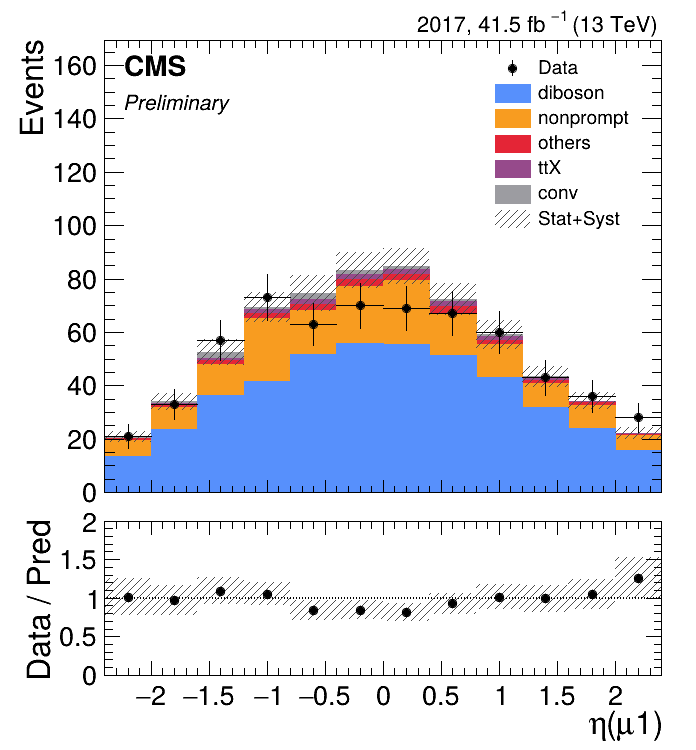 2017, 41.5 fb⁻¹ (13 TeV)
Events
160
140
120
100
80
60
40
20
0
CMS
Preliminary
Data
diboson
nonprompt
others
ttX
conv
Stat+Syst
Data / Pred
2
1.5
1
0.5
0
−2 −1.5 −1 −0.5 0 0.5 1 1.5 2
η(μ1)